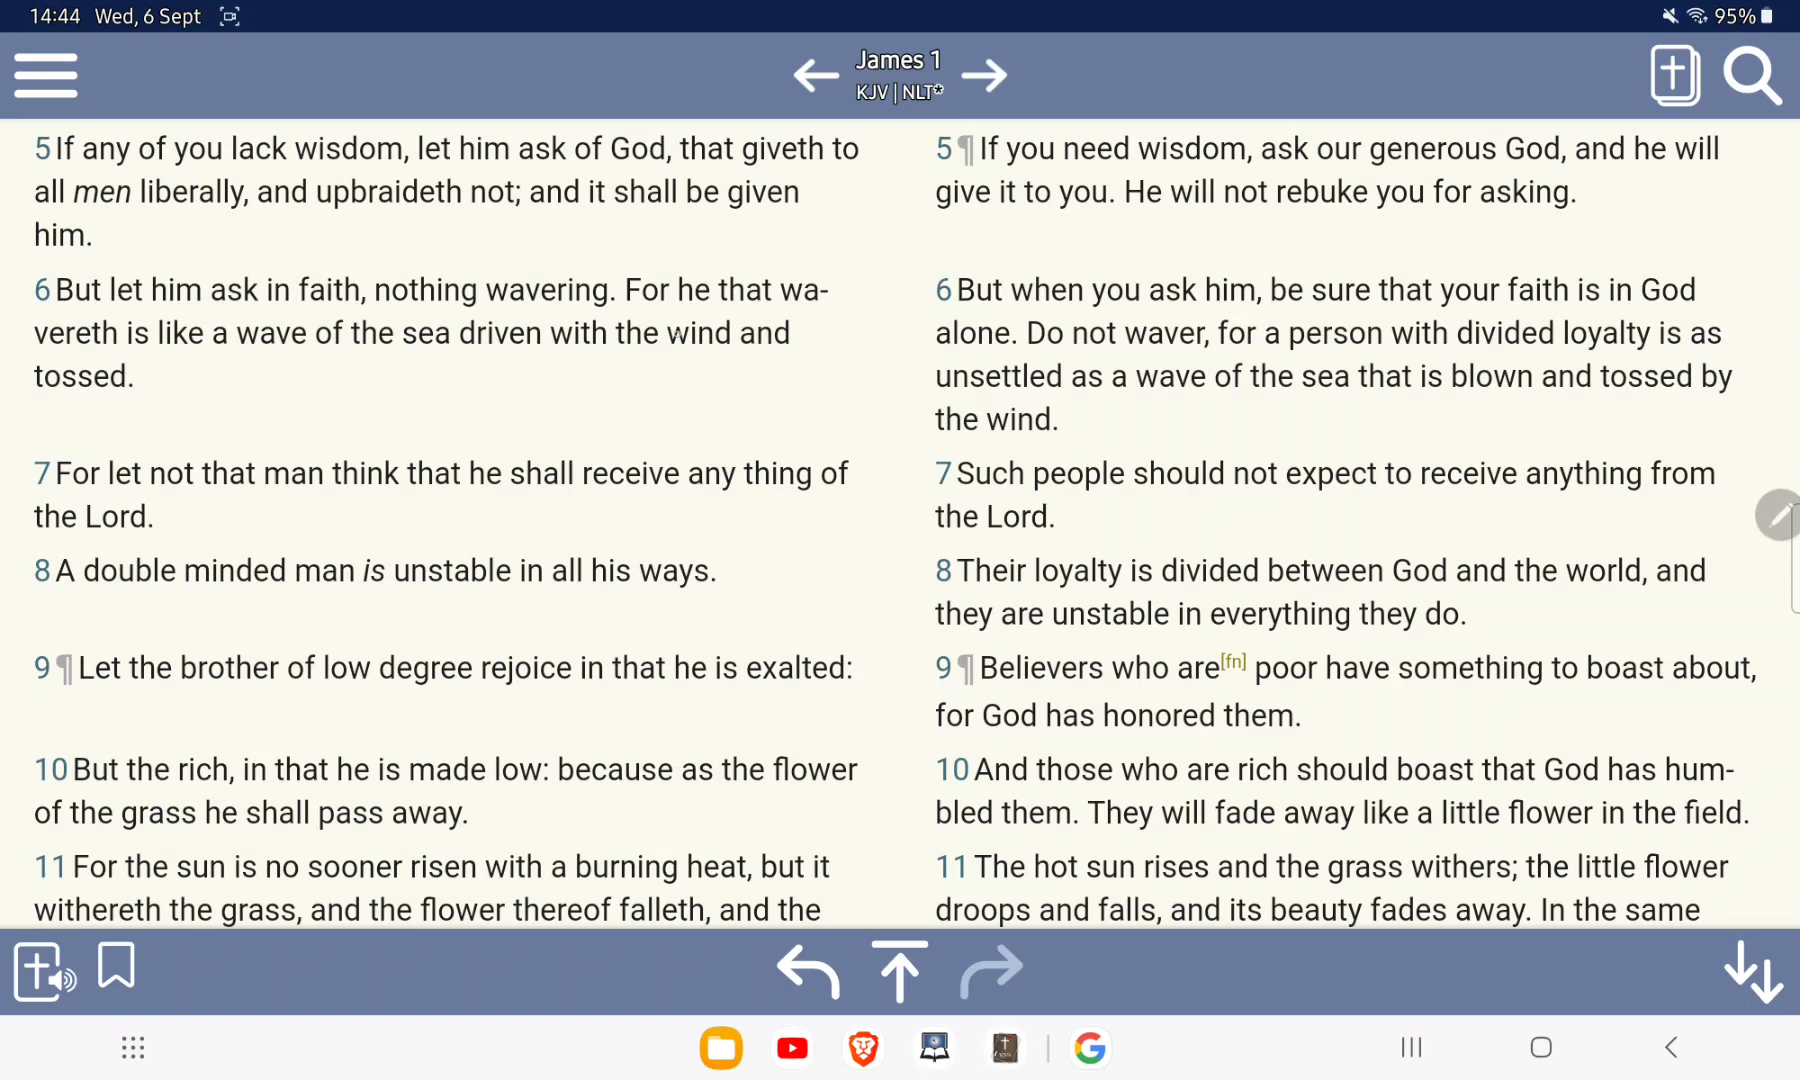 14:44 Wed, 6 Sept
95%
James 1
KJV | NLT*
5 If any of you lack wisdom, let him ask of God, that giveth to
all men liberally, and upbraideth not; and it shall be given
him.
6 But let him ask in faith, nothing wavering. For he that wa-
vereth is like a wave of the sea driven with the wind and
tossed.
7 For let not that man think that he shall receive any thing of
the Lord.
8 A double minded man is unstable in all his ways.
9 ¶ Let the brother of low degree rejoice in that he is exalted:
10 But the rich, in that he is made low: because as the flower
of the grass he shall pass away.
11 For the sun is no sooner risen with a burning heat, but it
withereth the grass, and the flower thereof falleth, and the
5 ¶ If you need wisdom, ask our generous God, and he will
give it to you. He will not rebuke you for asking.
6 But when you ask him, be sure that your faith is in God
alone. Do not waver, for a person with divided loyalty is as
unsettled as a wave of the sea that is blown and tossed by
the wind.
7 Such people should not expect to receive anything from
the Lord.
8 Their loyalty is divided between God and the world, and
they are unstable in everything they do.
9 ¶ Believers who are[fn] poor have something to boast about,
for God has honored them.
10 And those who are rich should boast that God has hum-
bled them. They will fade away like a little flower in the field.
11 The hot sun rises and the grass withers; the little flower
droops and falls, and its beauty fades away. In the same